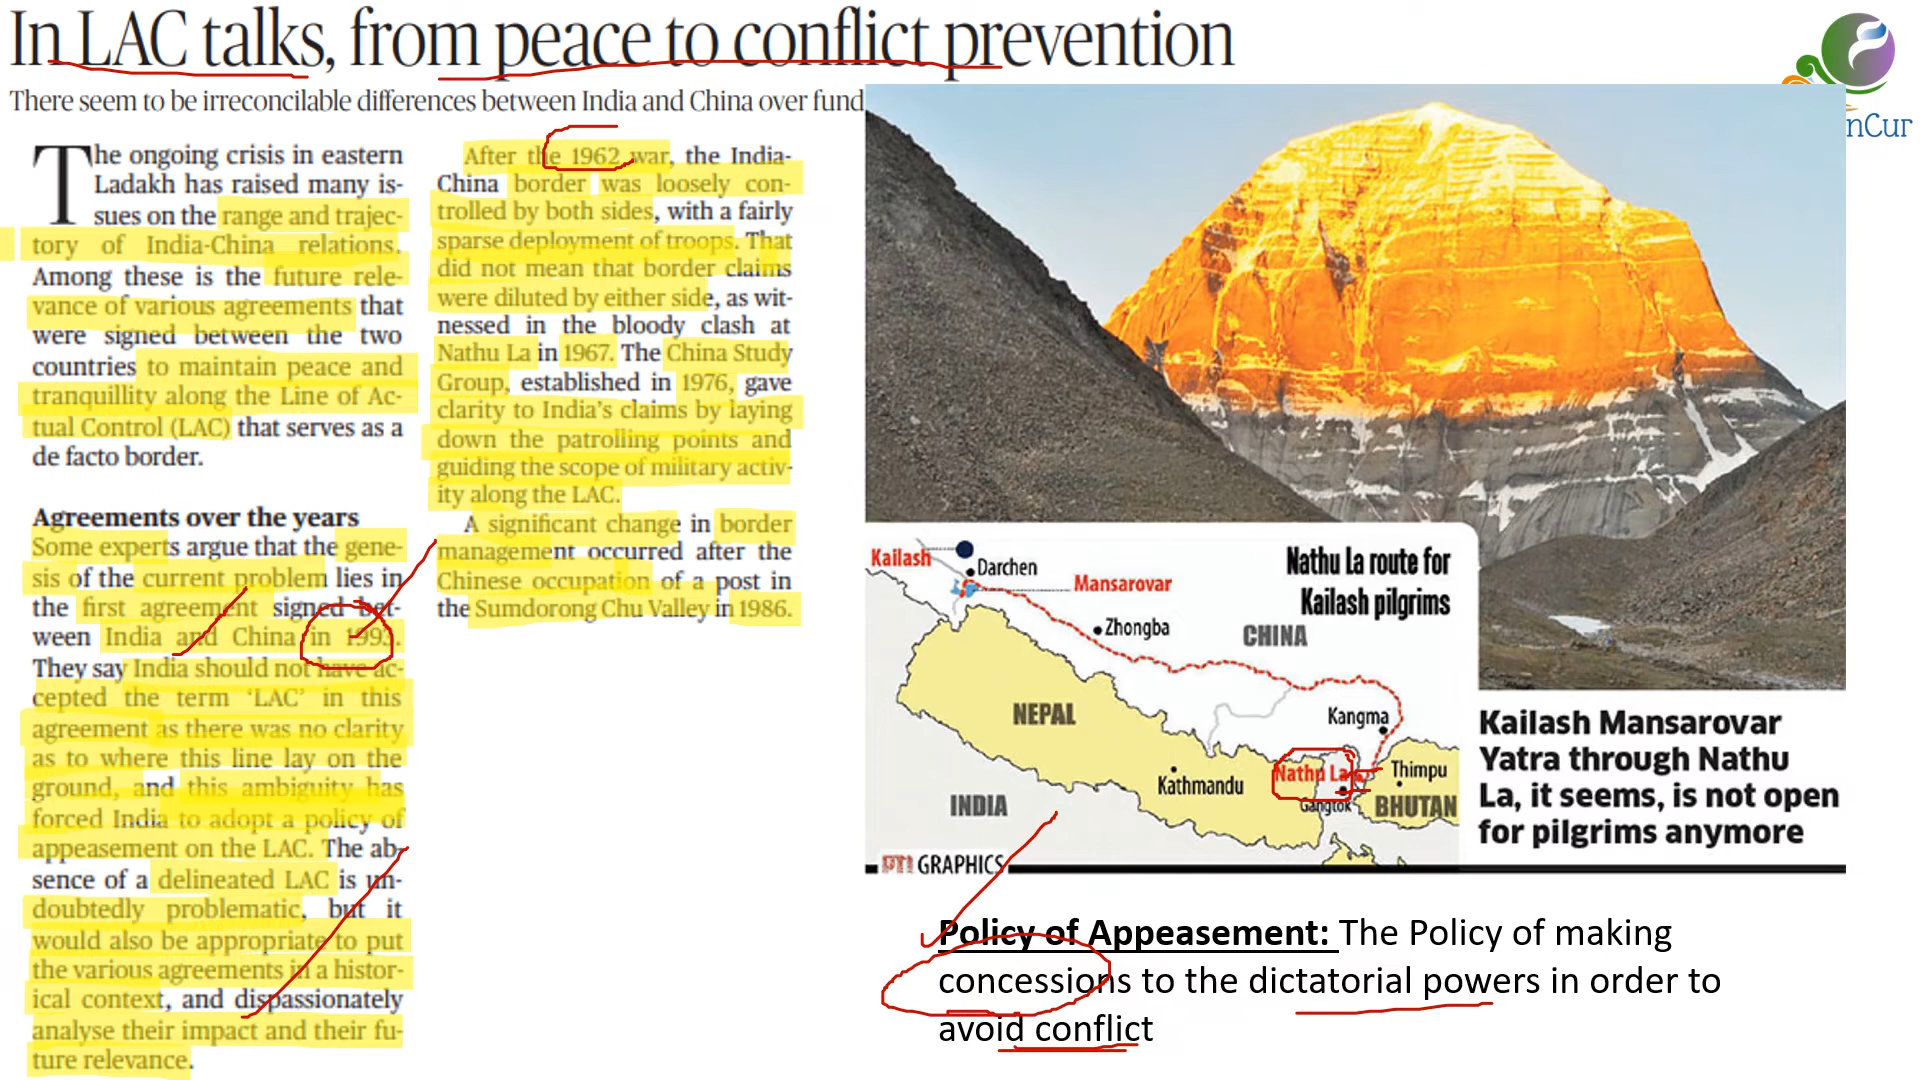 In LAC talks, from peace to conflict prevention
There seem to be irreconcilable differences between India and China over fund
The ongoing crisis in eastern
Ladakh has raised many is-
sues on the range and trajec-
tory of India-China relations.
Among these is the future rele-
vance of various agreements that
were signed between the two
countries to maintain peace and
tranquillity along the Line of Ac-
tual Control (LAC) that serves as a
de facto border.
Agreements over the years
Some experts argue that the gene-
sis of the current problem lies in
the first agreement signed bet-
ween India and China in 1993.
They say India should not have ac-
cepted the term ‘LAC’ in this
agreement as there was no clarity
as to where this line lay on the
ground, and this ambiguity has
forced India to adopt a policy of
appeasement on the LAC. The ab-
sence of a delineated LAC is un-
doubtedly problematic, but it
would also be appropriate to put
the various agreements in a histor-
ical context, and dispassionately
analyse their impact and their fu-
ture relevance.
After the 1962 war, the India-
China border was loosely con-
trolled by both sides, with a fairly
sparse deployment of troops. That
did not mean that border claims
were diluted by either side, as wit-
nessed in the bloody clash at
Nathu La in 1967. The China Study
Group, established in 1976, gave
clarity to India’s claims by laying
down the patrolling points and
guiding the scope of military activ-
ity along the LAC.
A significant change in border
management occurred after the
Chinese occupation of a post in
the Sumdorong Chu Valley in 1986.
nCur
Kailash
Darchen
Mansarovar
Nathu La route for
Kailash pilgrims
Zhongba
CHINA
NEPAL
Kangma
Nathu La
Thimpu
Kathmandu
Gangtok
INDIA
BHUTAN
PTI GRAPHICS
Kailash Mansarovar
Yatra through Nathu
La, it seems, is not open
for pilgrims anymore
Policy of Appeasement: The Policy of making
concessions to the dictatorial powers in order to
avoid conflict